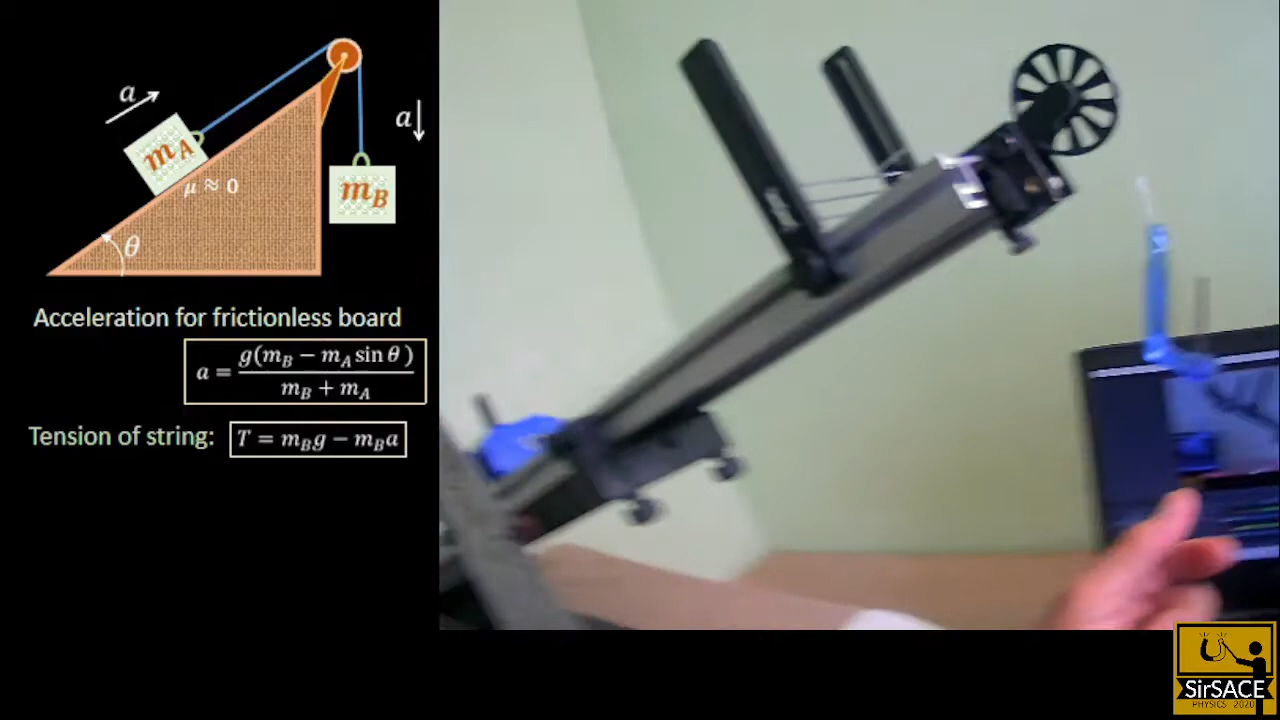 a
a↓
m_A
m_B
μ ≈ 0
θ
Acceleration for frictionless board
a = g(m_B − m_A sin θ) / (m_B + m_A)
Tension of string: T = m_B g − m_B a
SirSACE
PHYSICS 2020